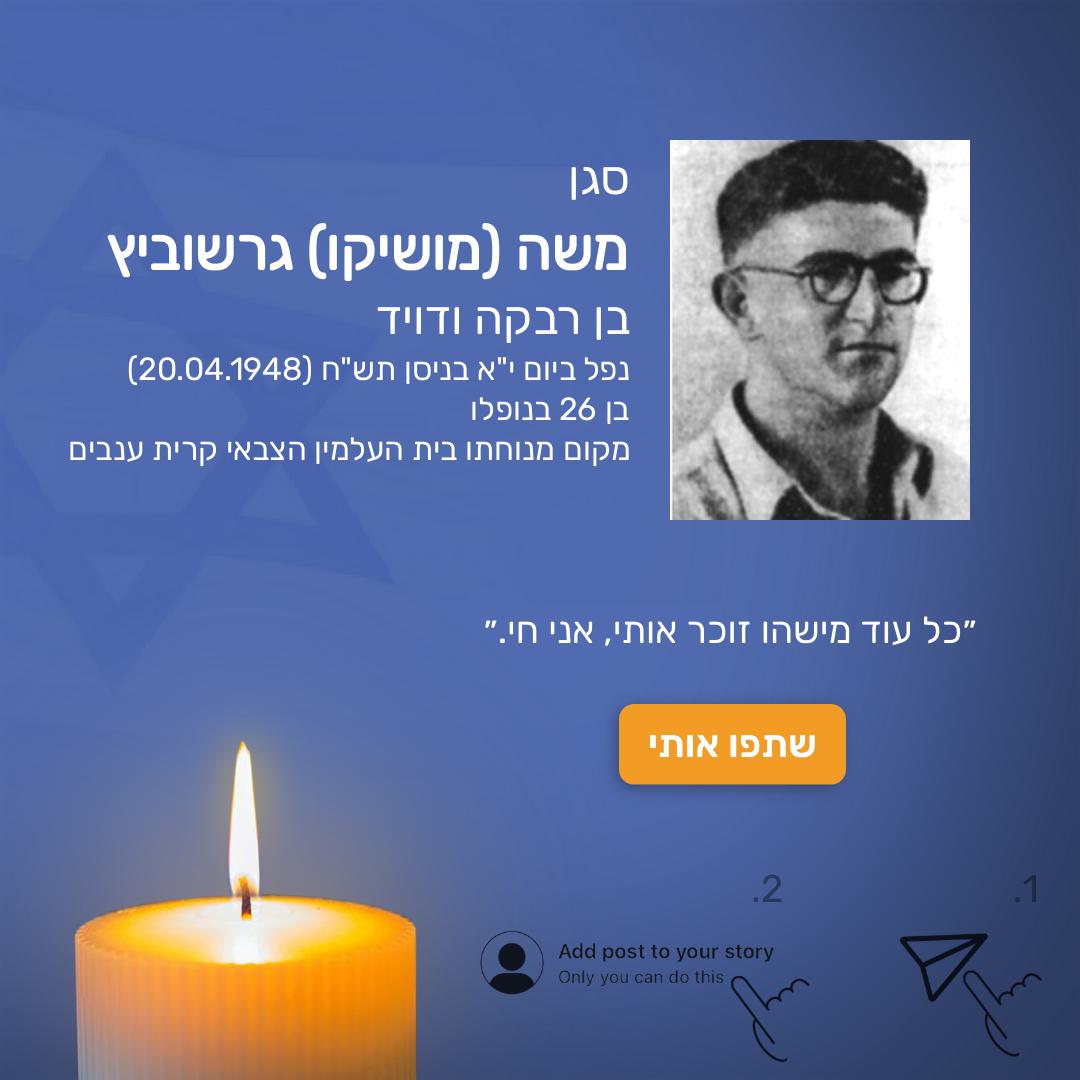 סגן
משה (מושיקו) גרשוביץ
בן רבקה ודויד
נפל ביום י"א בניסן תש"ח (20.04.1948)
בן 26 בנופלו
מקום מנוחתו בית העלמין הצבאי קרית ענבים
״כל עוד מישהו זוכר אותי, אני חי.״
שתפו אותי
.1
.2
Add post to your story
Only you can do this